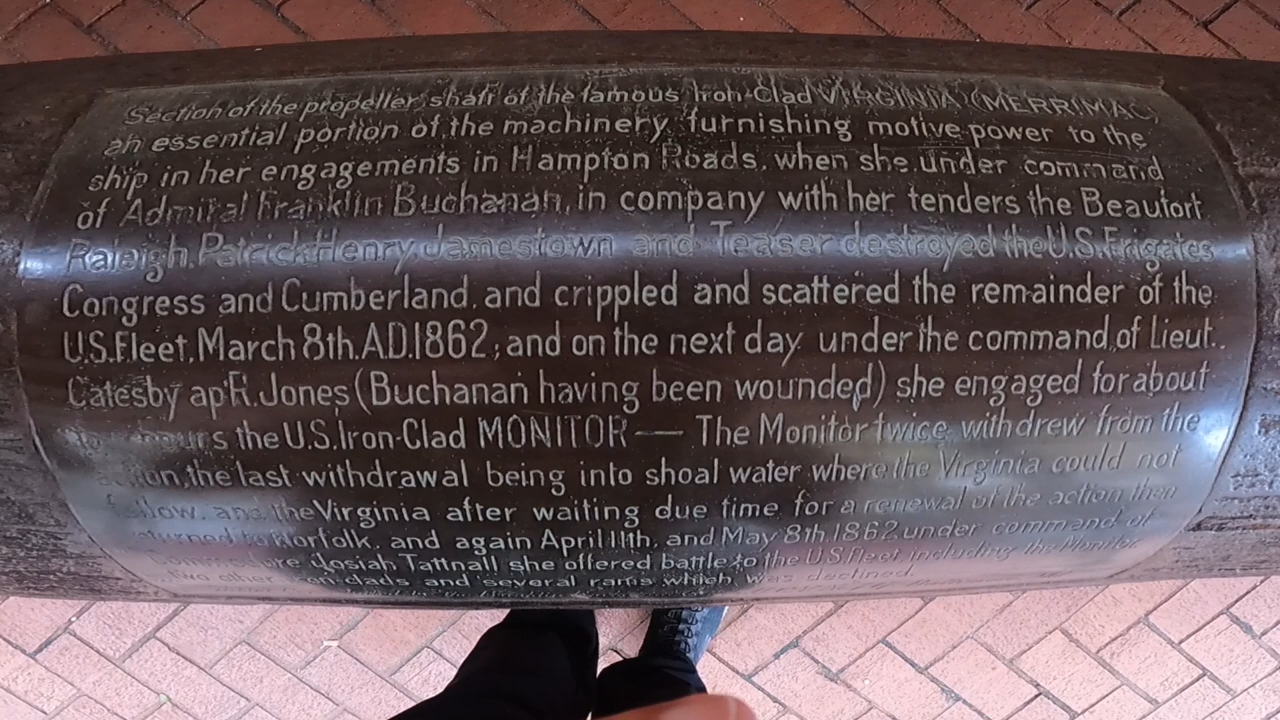 Section of the propeller shaft of the famous Iron-Clad VIRGINIA, (MERRIMAC)
an essential portion of the machinery, furnishing motive power to the
ship in her engagements in Hampton Roads, when she, under command
of Admiral Franklin Buchanan, in company with her tenders the Beaufort
Raleigh, Patrick Henry, Jamestown and Teaser destroyed the U.S. Frigates
Congress and Cumberland, and crippled and scattered the remainder of the
U.S. Fleet, March 8th. A.D. 1862; and on the next day under the command, of Lieut.,
Catesby ap R. Jones (Buchanan having been wounded) she engaged for about
hours the U.S. Iron-Clad MONITOR — The Monitor twice withdrew from the
action, the last withdrawal being into shoal water where the Virginia could not
follow, and the Virginia after waiting due time for a renewal of the action then
returned to Norfolk, and again April 11th, and May 8th, 1862 under command of
Commodore Josiah Tattnall she offered battle to the U.S. Fleet including the Monitor
two other iron-clads and several rams which was declined.